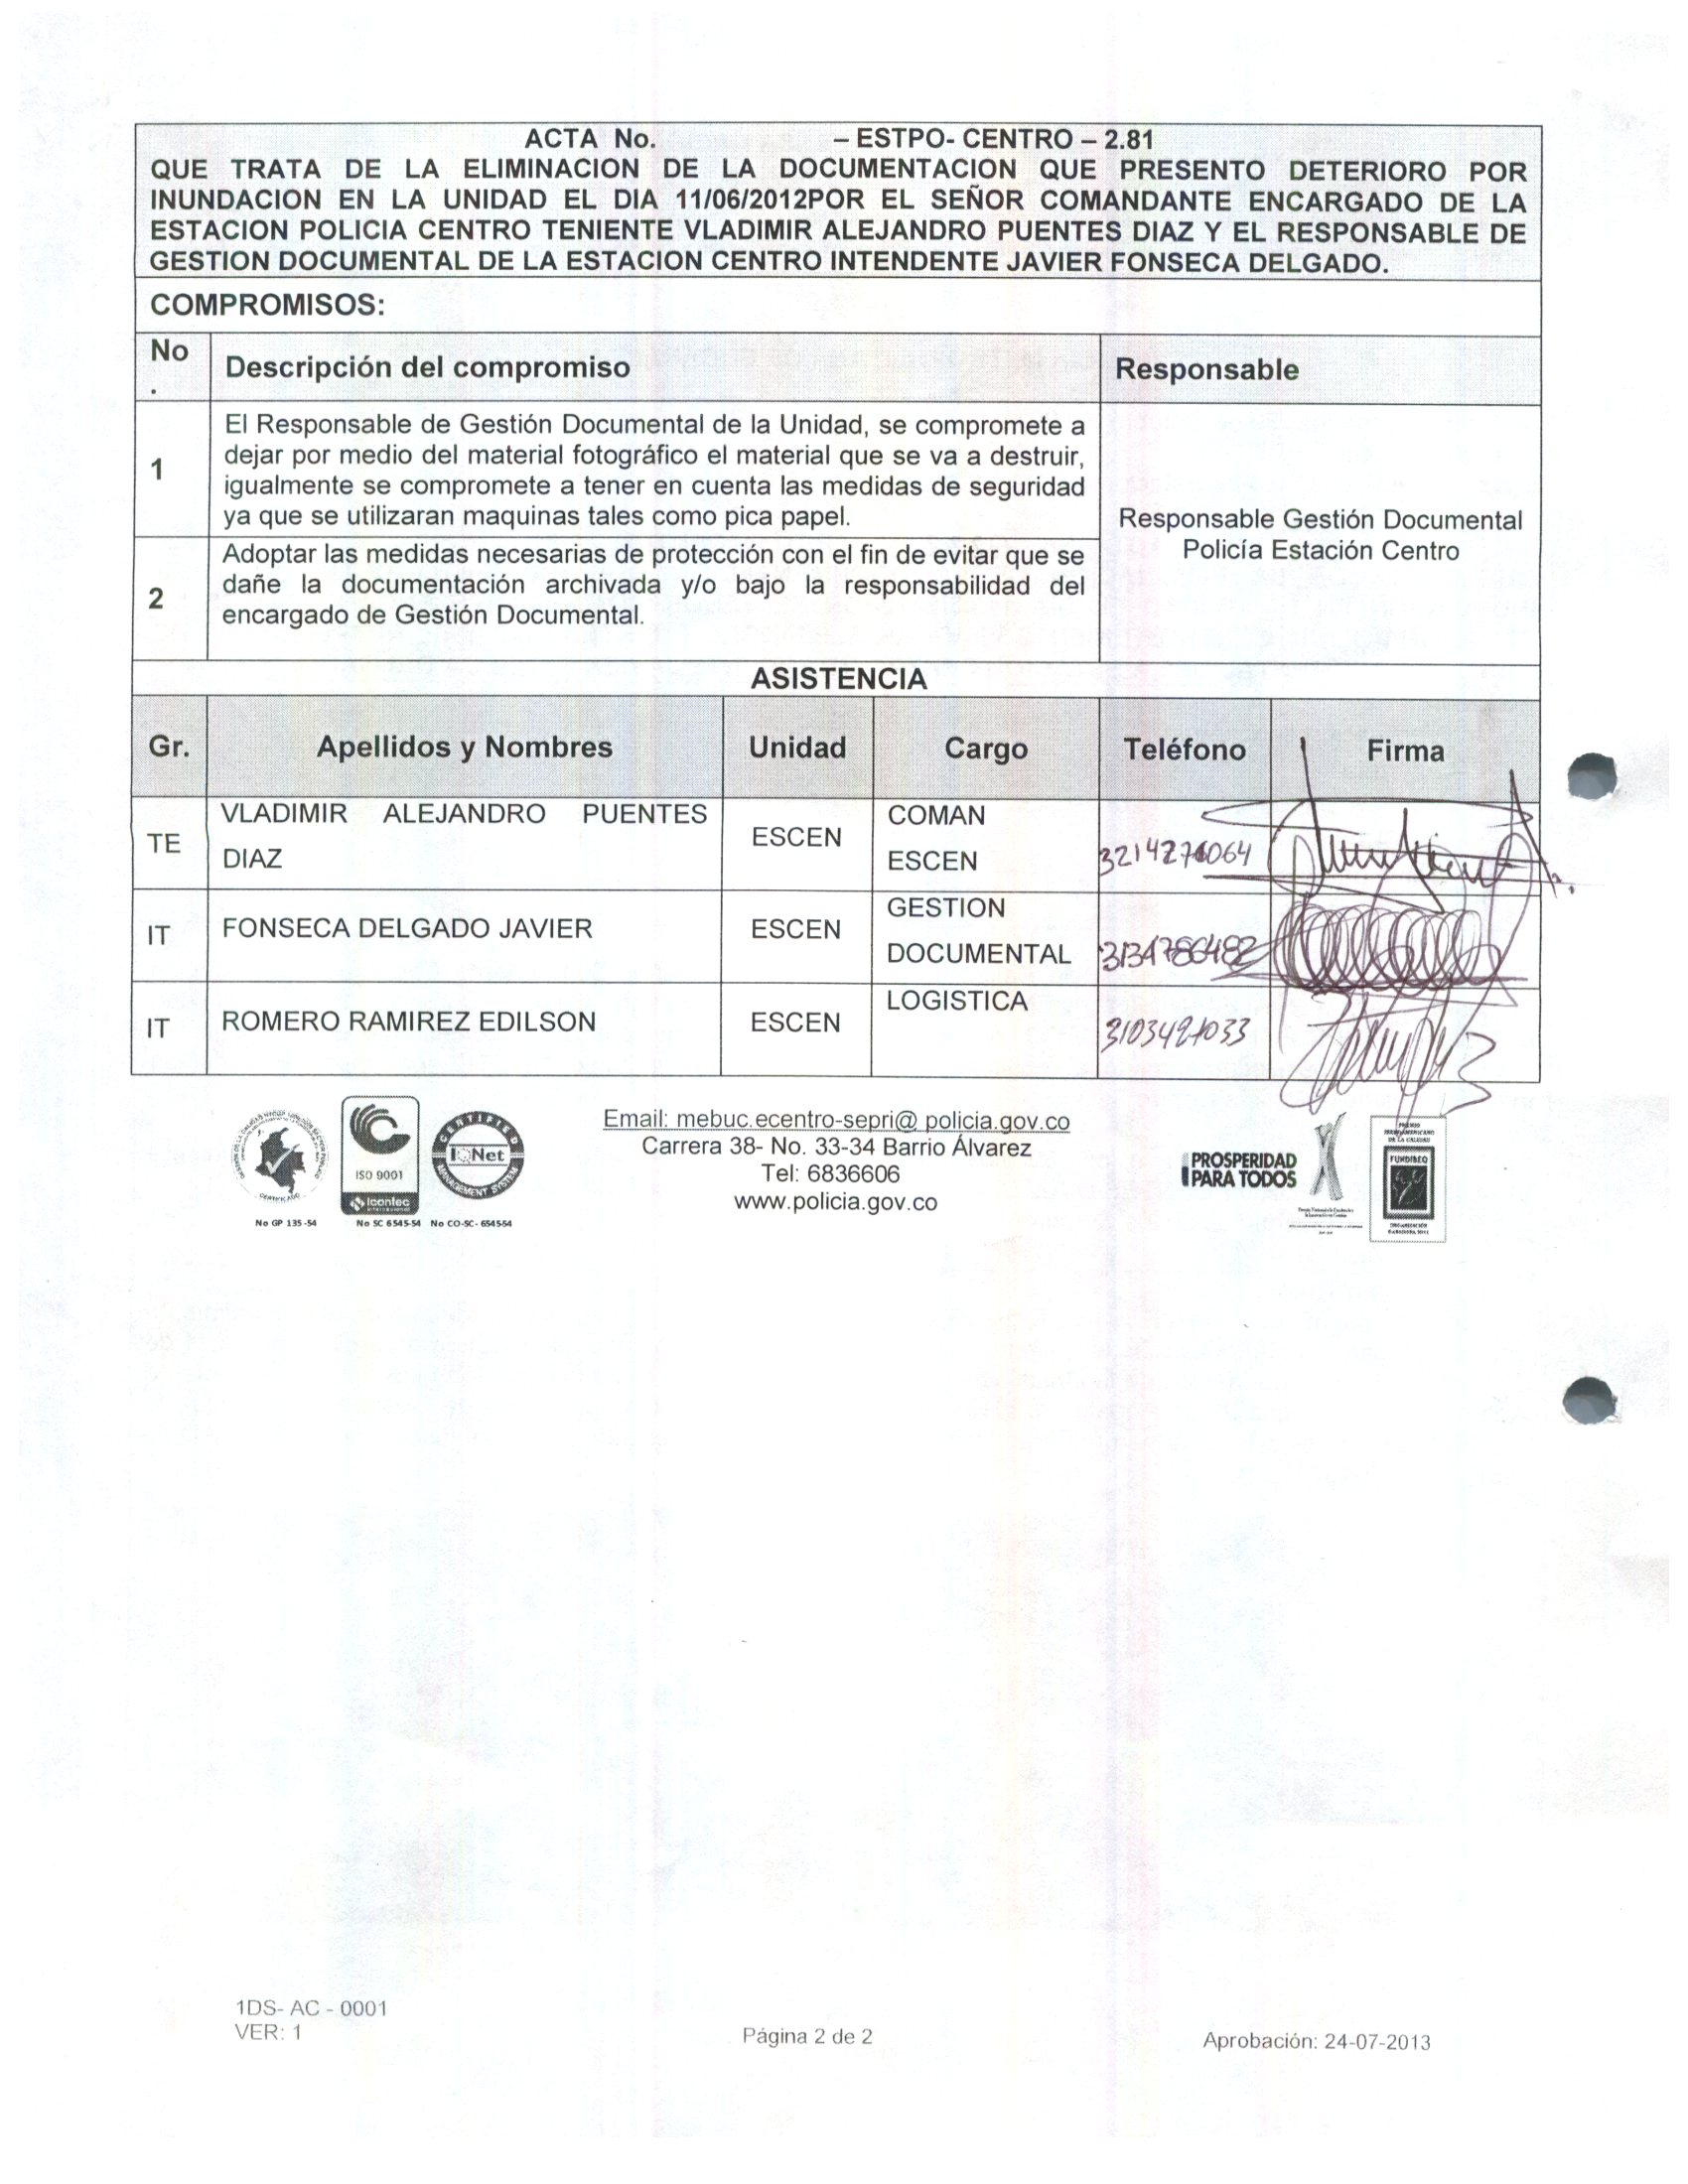 ACTA No. – ESTPO- CENTRO – 2.81
QUE TRATA DE LA ELIMINACION DE LA DOCUMENTACION QUE PRESENTO DETERIORO POR
INUNDACION EN LA UNIDAD EL DIA 11/06/2012POR EL SEÑOR COMANDANTE ENCARGADO DE LA
ESTACION POLICIA CENTRO TENIENTE VLADIMIR ALEJANDRO PUENTES DIAZ Y EL RESPONSABLE DE
GESTION DOCUMENTAL DE LA ESTACION CENTRO INTENDENTE JAVIER FONSECA DELGADO.
COMPROMISOS:
No
.
Descripción del compromiso
Responsable
1
El Responsable de Gestión Documental de la Unidad, se compromete a
dejar por medio del material fotográfico el material que se va a destruir,
igualmente se compromete a tener en cuenta las medidas de seguridad
ya que se utilizaran maquinas tales como pica papel.
2
Adoptar las medidas necesarias de protección con el fin de evitar que se
dañe la documentación archivada y/o bajo la responsabilidad del
encargado de Gestión Documental.
Responsable Gestión Documental
Policía Estación Centro
ASISTENCIA
Gr. Apellidos y Nombres Unidad Cargo Teléfono Firma
TE
VLADIMIR ALEJANDRO PUENTES
DIAZ
ESCEN
COMAN
ESCEN
IT
FONSECA DELGADO JAVIER
ESCEN
GESTION
DOCUMENTAL
3134786482
IT
ROMERO RAMIREZ EDILSON
ESCEN
LOGISTICA
CERTIFICADO
No GP 135 -54
ISO 9001
icontec
internacional
No SC 6545-54
CERTIFIED
IQNet
MANAGEMENT SYSTEM
No CO-SC- 6545-54
Email: mebuc.ecentro-sepri@ policia.gov.co
Carrera 38- No. 33-34 Barrio Álvarez
Tel: 6836606
www.policia.gov.co
PROSPERIDAD
PARA TODOS
PREMIO
IBEROAMERICANO
DE LA CALIDAD
FUNDIBEQ
1DS- AC - 0001
VER: 1
Página 2 de 2
Aprobación: 24-07-2013